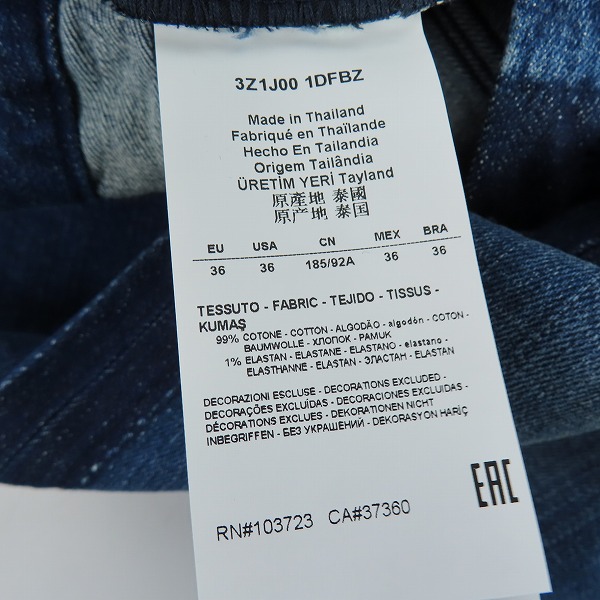 3Z1J00 1DFBZ
Made in Thailand
Fabriqué en Thaïlande
Hecho En Tailandia
Origem Tailândia
ÜRETİM YERİ Tayland
原產地 泰國
原产地 泰国
EU USA CN MEX BRA
36 36 185/92A 36 36
TESSUTO - FABRIC - TEJIDO - TISSUS -
KUMAŞ
99% COTONE - COTTON - ALGODÃO - algodón - COTON -
BAUMWOLLE - ХЛОПОК - PAMUK
1% ELASTAN - ELASTANE - ELASTANO - elastano -
ELASTHANNE - ELASTAN - ЭЛАСТАН - ELASTAN
DECORAZIONI ESCLUSE - DECORATIONS EXCLUDED -
DECORAÇÕES EXCLUÍDAS - DECORACIONES EXCLUIDAS -
DÉCORATIONS EXCLUES - DEKORATIONEN NICHT
INBEGRIFFEN - БЕЗ УКРАШЕНИЙ - DEKORASYON HARİÇ
EAC
RN#103723 CA#37360